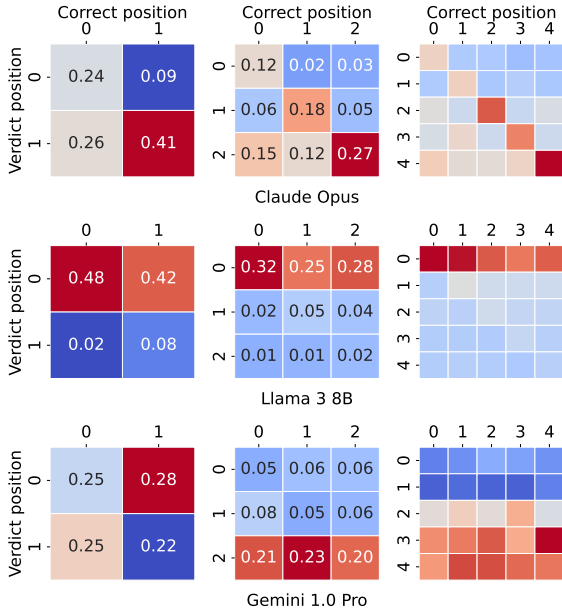 Correct position Correct position Correct position
0 1 0 1 2 0 1 2 3 4
Verdict position
0 0.24 0.09
1 0.26 0.41
0 0.12 0.02 0.03
1 0.06 0.18 0.05
2 0.15 0.12 0.27
0
1
2
3
4
Claude Opus
0 1 0 1 2 0 1 2 3 4
Verdict position
0 0.48 0.42
1 0.02 0.08
0 0.32 0.25 0.28
1 0.02 0.05 0.04
2 0.01 0.01 0.02
0
1
2
3
4
Llama 3 8B
0 1 0 1 2 0 1 2 3 4
Verdict position
0 0.25 0.28
1 0.25 0.22
0 0.05 0.06 0.06
1 0.08 0.05 0.06
2 0.21 0.23 0.20
0
1
2
3
4
Gemini 1.0 Pro